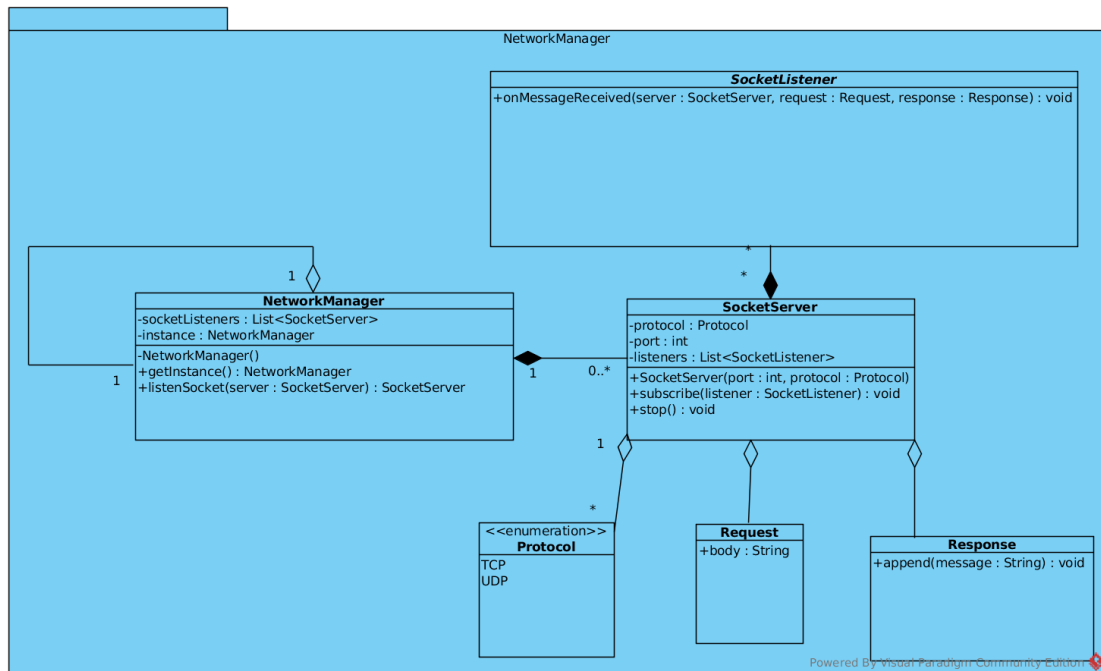 NetworkManager
SocketListener
+onMessageReceived(server : SocketServer, request : Request, response : Response) : void
*
*
1
NetworkManager
-socketListeners : List<SocketServer>
-instance : NetworkManager
-NetworkManager()
+getInstance() : NetworkManager
+listenSocket(server : SocketServer) : SocketServer
1
1
0..*
SocketServer
-protocol : Protocol
-port : int
-listeners : List<SocketListener>
+SocketServer(port : int, protocol : Protocol)
+subscribe(listener : SocketListener) : void
+stop() : void
1
*
<<enumeration>>
Protocol
TCP
UDP
Request
+body : String
Response
+append(message : String) : void
Powered By Visual Paradigm Community Edition